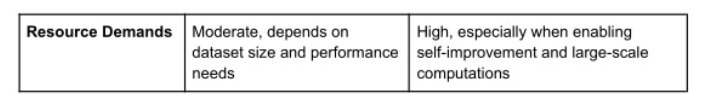 Resource Demands
Moderate, depends on
dataset size and performance
needs
High, especially when enabling
self-improvement and large-scale
computations